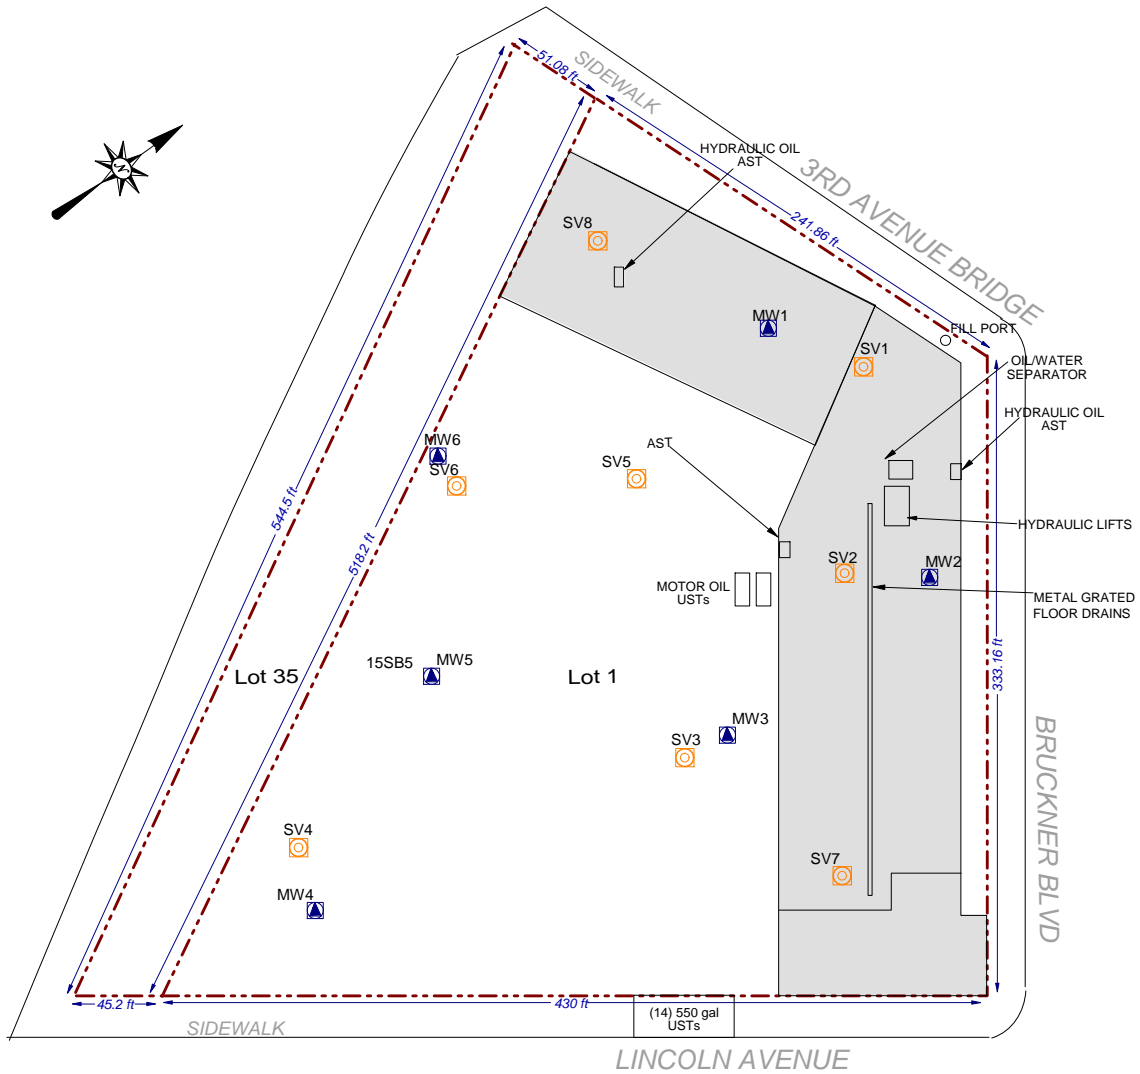 51.08 ft
SIDEWALK
HYDRAULIC OIL
AST
3RD AVENUE BRIDGE
N
241.86 ft
SV8
MW1
FILL PORT
SV1
OIL/WATER
SEPARATOR
HYDRAULIC OIL
AST
MW6
SV6
SV5
AST
544.5 ft
518.2 ft
HYDRAULIC LIFTS
SV2
MW2
MOTOR OIL
USTs
METAL GRATED
FLOOR DRAINS
15SB5
MW5
Lot 35
Lot 1
333.16 ft
MW3
SV3
BRUCKNER BLVD
SV4
SV7
MW4
45.2 ft
430 ft
(14) 550 gal
USTs
SIDEWALK
LINCOLN AVENUE